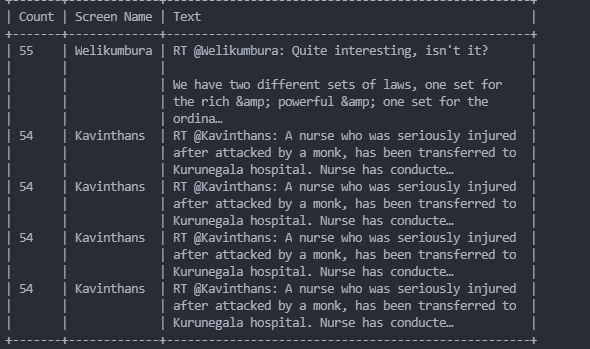 Count | Screen Name | Text
55 | Welikumbura | RT @Welikumbura: Quite interesting, isn't it?
We have two different sets of laws, one set for
the rich &amp; powerful &amp; one set for the
ordina…
54 | Kavinthans | RT @Kavinthans: A nurse who was seriously injured
after attacked by a monk, has been transferred to
Kurunegala hospital. Nurse has conducte…
54 | Kavinthans | RT @Kavinthans: A nurse who was seriously injured
after attacked by a monk, has been transferred to
Kurunegala hospital. Nurse has conducte…
54 | Kavinthans | RT @Kavinthans: A nurse who was seriously injured
after attacked by a monk, has been transferred to
Kurunegala hospital. Nurse has conducte…
54 | Kavinthans | RT @Kavinthans: A nurse who was seriously injured
after attacked by a monk, has been transferred to
Kurunegala hospital. Nurse has conducte…